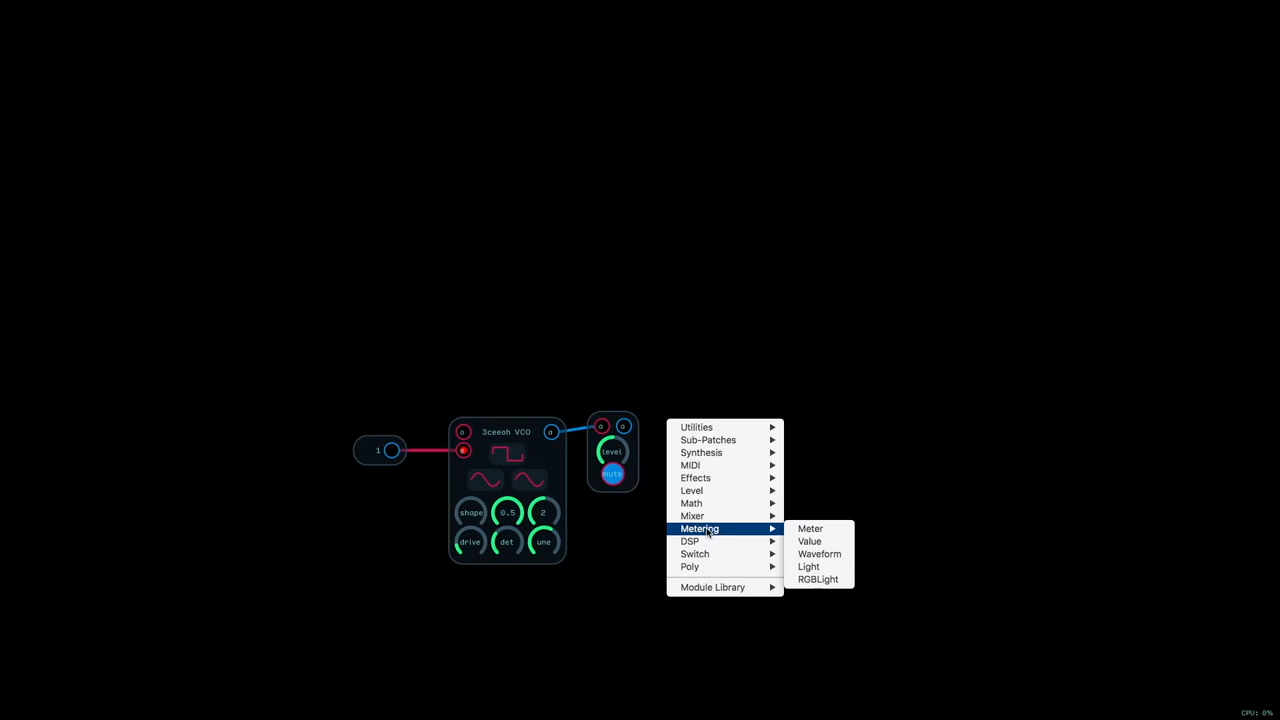 1
o 3ceeoh VCO a
shape 0.5 2
drive det une
a a
level
mute
Utilities
Sub-Patches
Synthesis
MIDI
Effects
Level
Math
Mixer
Metering
DSP
Switch
Poly
Module Library
Meter
Value
Waveform
Light
RGBLight
CPU: 0%